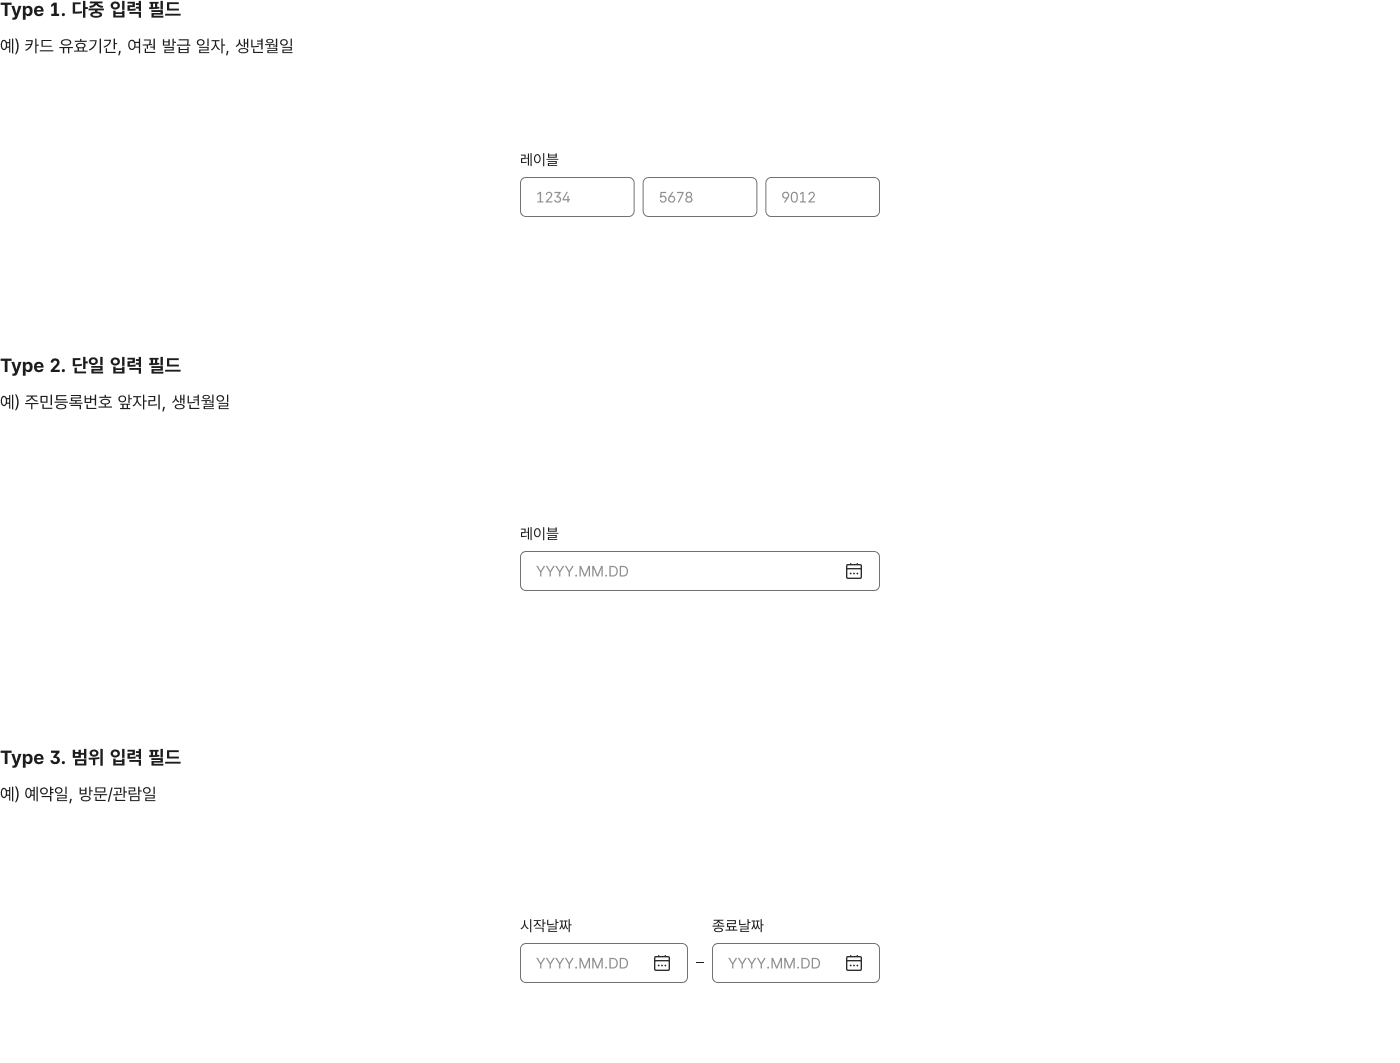 Type 1. 다중 입력 필드
예) 카드 유효기간, 여권 발급 일자, 생년월일
레이블
1234 5678 9012
Type 2. 단일 입력 필드
예) 주민등록번호 앞자리, 생년월일
레이블
YYYY.MM.DD
Type 3. 범위 입력 필드
예) 예약일, 방문/관람일
시작날짜 종료날짜
YYYY.MM.DD – YYYY.MM.DD